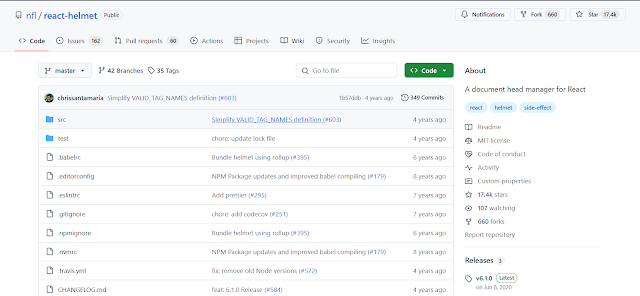 nfl / react-helmet Public
Notifications Fork 660 Star 17.4k
Code Issues 162 Pull requests 60 Actions Projects Wiki Security Insights
master 42 Branches 35 Tags Go to file Code
chrissantamaria Simplify VALID_TAG_NAMES definition (#603) 1b57ddb · 4 years ago 349 Commits
src Simplify VALID_TAG_NAMES definition (#603) 4 years ago
test chore: update lock file 4 years ago
.babelrc Bundle helmet using rollup (#395) 6 years ago
.editorconfig NPM Package updates and improved babel compiling (#179) 8 years ago
.eslintrc Add prettier (#295) 7 years ago
.gitignore chore: add codecov (#251) 7 years ago
.npmignore Bundle helmet using rollup (#395) 6 years ago
.nvmrc NPM Package updates and improved babel compiling (#179) 8 years ago
.travis.yml fix: remove old Node versions (#572) 4 years ago
CHANGELOG.md feat: 6.1.0 Release (#584) 4 years ago
About
A document head manager for React
react helmet side-effect
Readme
MIT license
Code of conduct
Activity
Custom properties
17.4k stars
107 watching
660 forks
Report repository
Releases 3
v6.1.0 Latest
on Jun 8, 2020